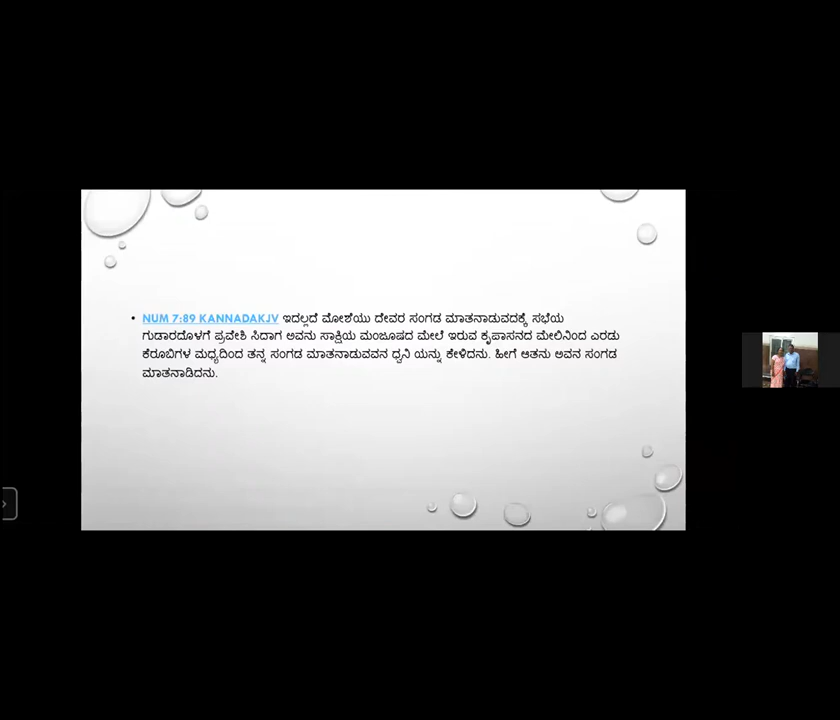 • NUM 7:89 KANNADAKJV ಇದಲ್ಲದೆ ಮೋಶೆಯು ದೇವರ ಸಂಗಡ ಮಾತನಾಡುವದಕ್ಕೆ ಸಭೆಯ
ಗುಡಾರದೊಳಗೆ ಪ್ರವೇಶಿ ಸಿದಾಗ ಅವನು ಸಾಕ್ಷಿಯ ಮಂಜೂಷದ ಮೇಲೆ ಇರುವ ಕೃಪಾಸನದ ಮೇಲಿನಿಂದ ಎರಡು
ಕೆರೂಬಿಗಳ ಮಧ್ಯದಿಂದ ತನ್ನ ಸಂಗಡ ಮಾತನಾಡುವವನ ಧ್ವನಿ ಯನ್ನು ಕೇಳಿದನು. ಹೀಗೆ ಆತನು ಅವನ ಸಂಗಡ
ಮಾತನಾಡಿದನು.